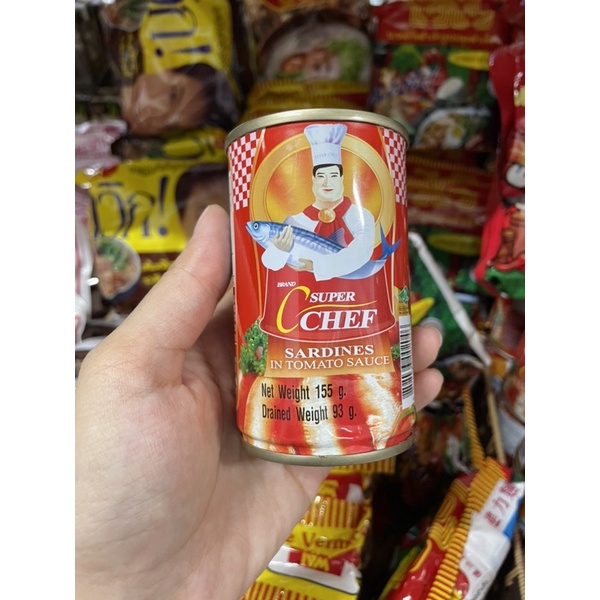 BRAND
SUPER
C CHEF
SARDINES
IN TOMATO SAUCE
Net Weight 155 g.
Drained Weight 93 g.